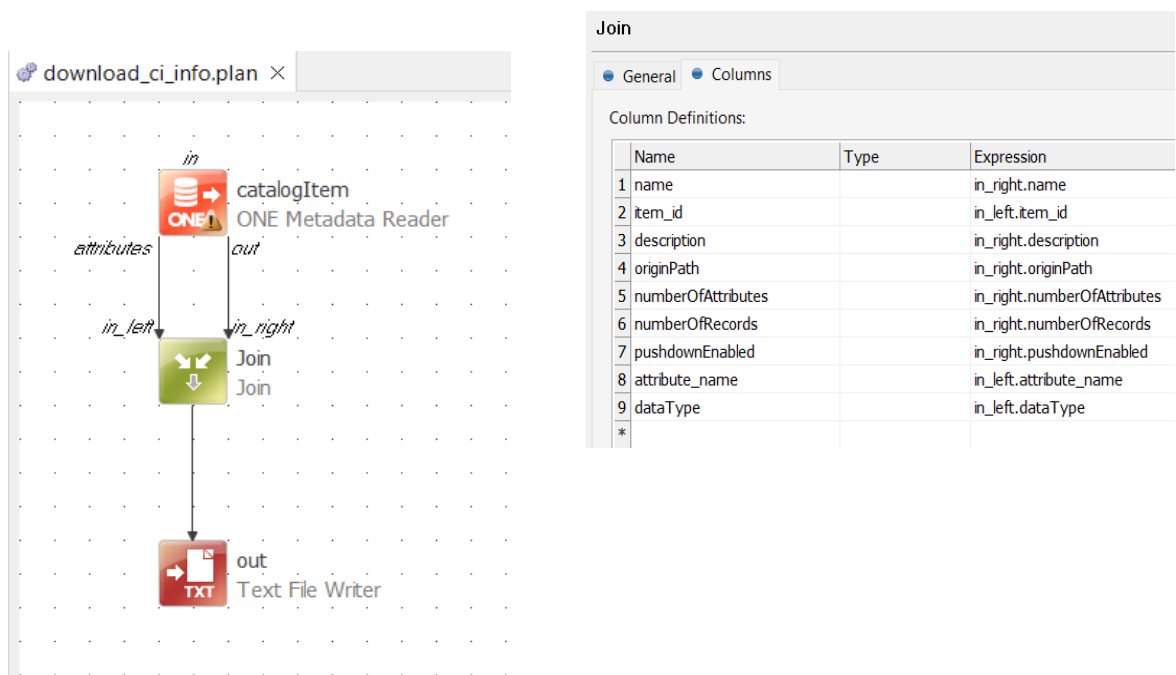 download_ci_info.plan
in
catalogItem
ONE
ONE Metadata Reader
attributes
out
in_left
in_right
Join
Join
out
TXT
Text File Writer
Join
General
Columns
Column Definitions:
Name Type Expression
1 name in_right.name
2 item_id in_left.item_id
3 description in_right.description
4 originPath in_right.originPath
5 numberOfAttributes in_right.numberOfAttributes
6 numberOfRecords in_right.numberOfRecords
7 pushdownEnabled in_right.pushdownEnabled
8 attribute_name in_left.attribute_name
9 dataType in_left.dataType
*